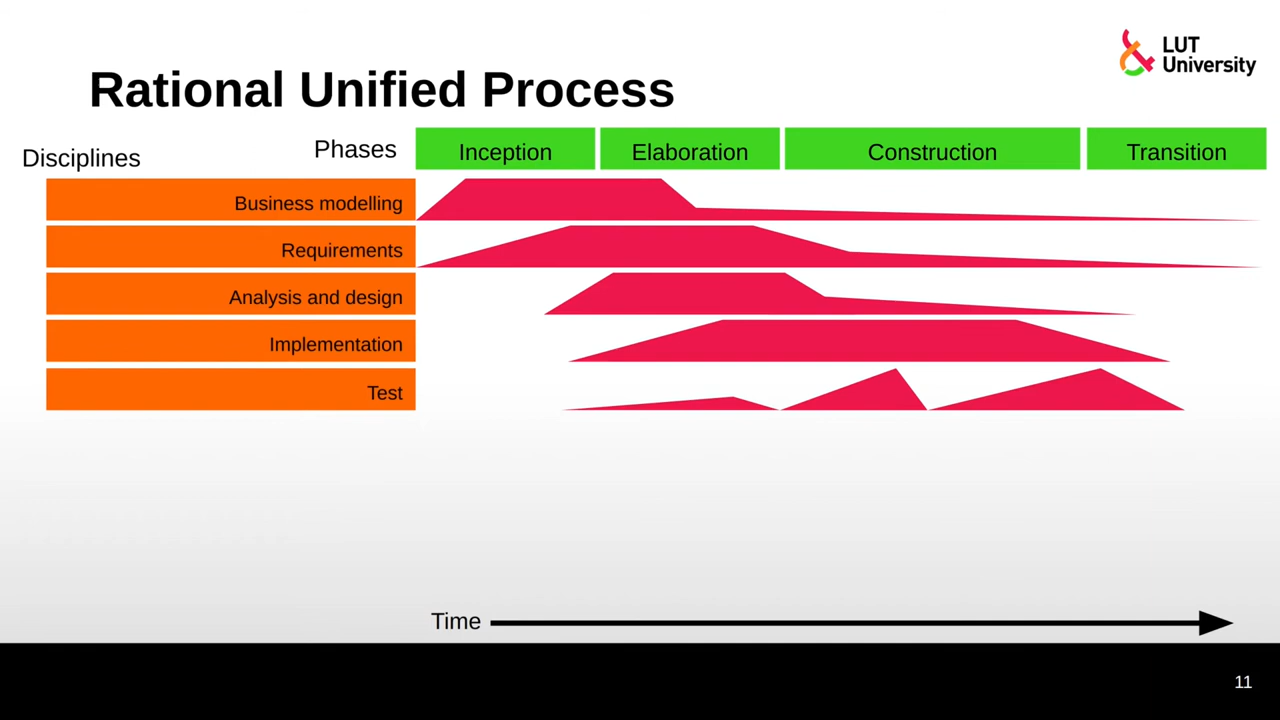 LUT
University
Rational Unified Process
Disciplines
Phases
Inception
Elaboration
Construction
Transition
Business modelling
Requirements
Analysis and design
Implementation
Test
Time
11